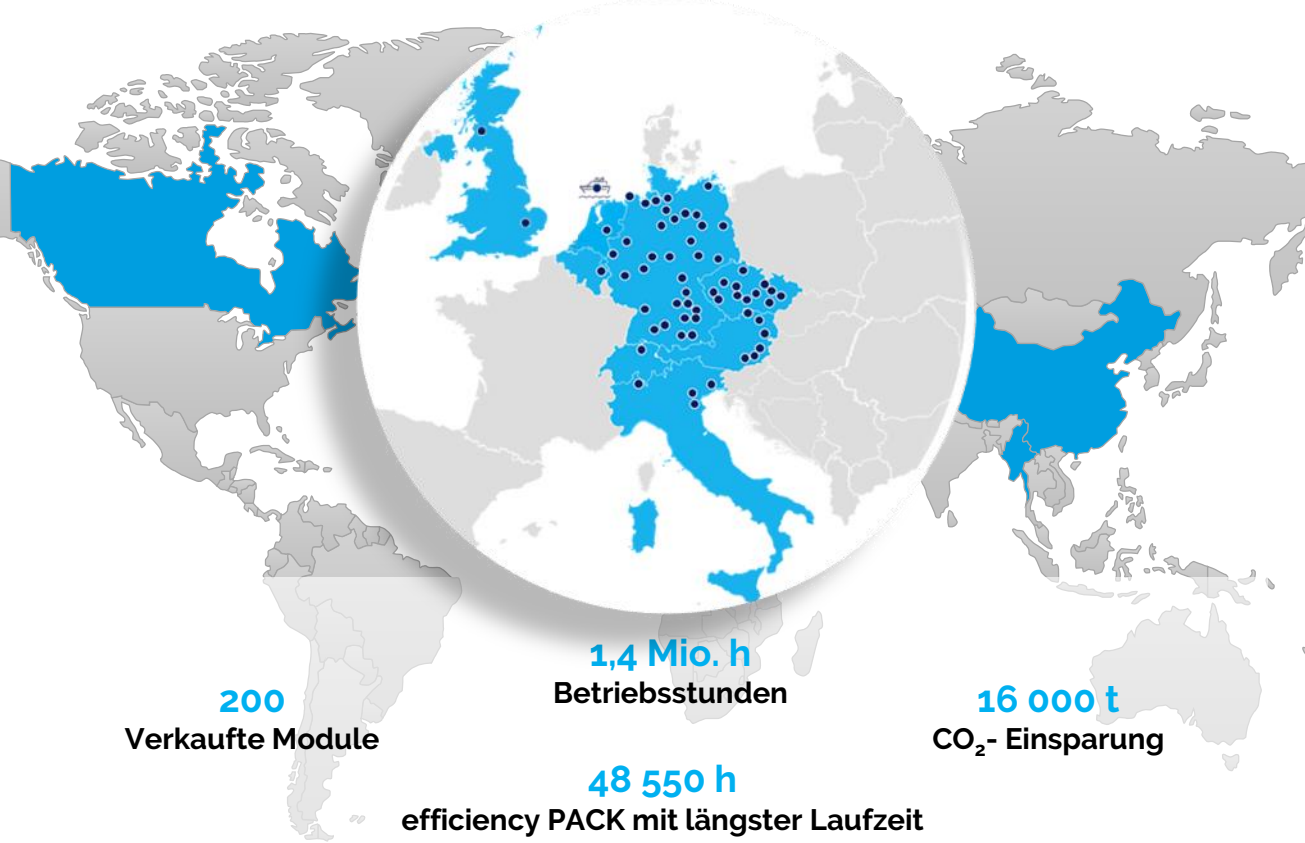 1,4 Mio. h
Betriebsstunden
200
Verkaufte Module
16 000 t
CO₂- Einsparung
48 550 h
efficiency PACK mit längster Laufzeit